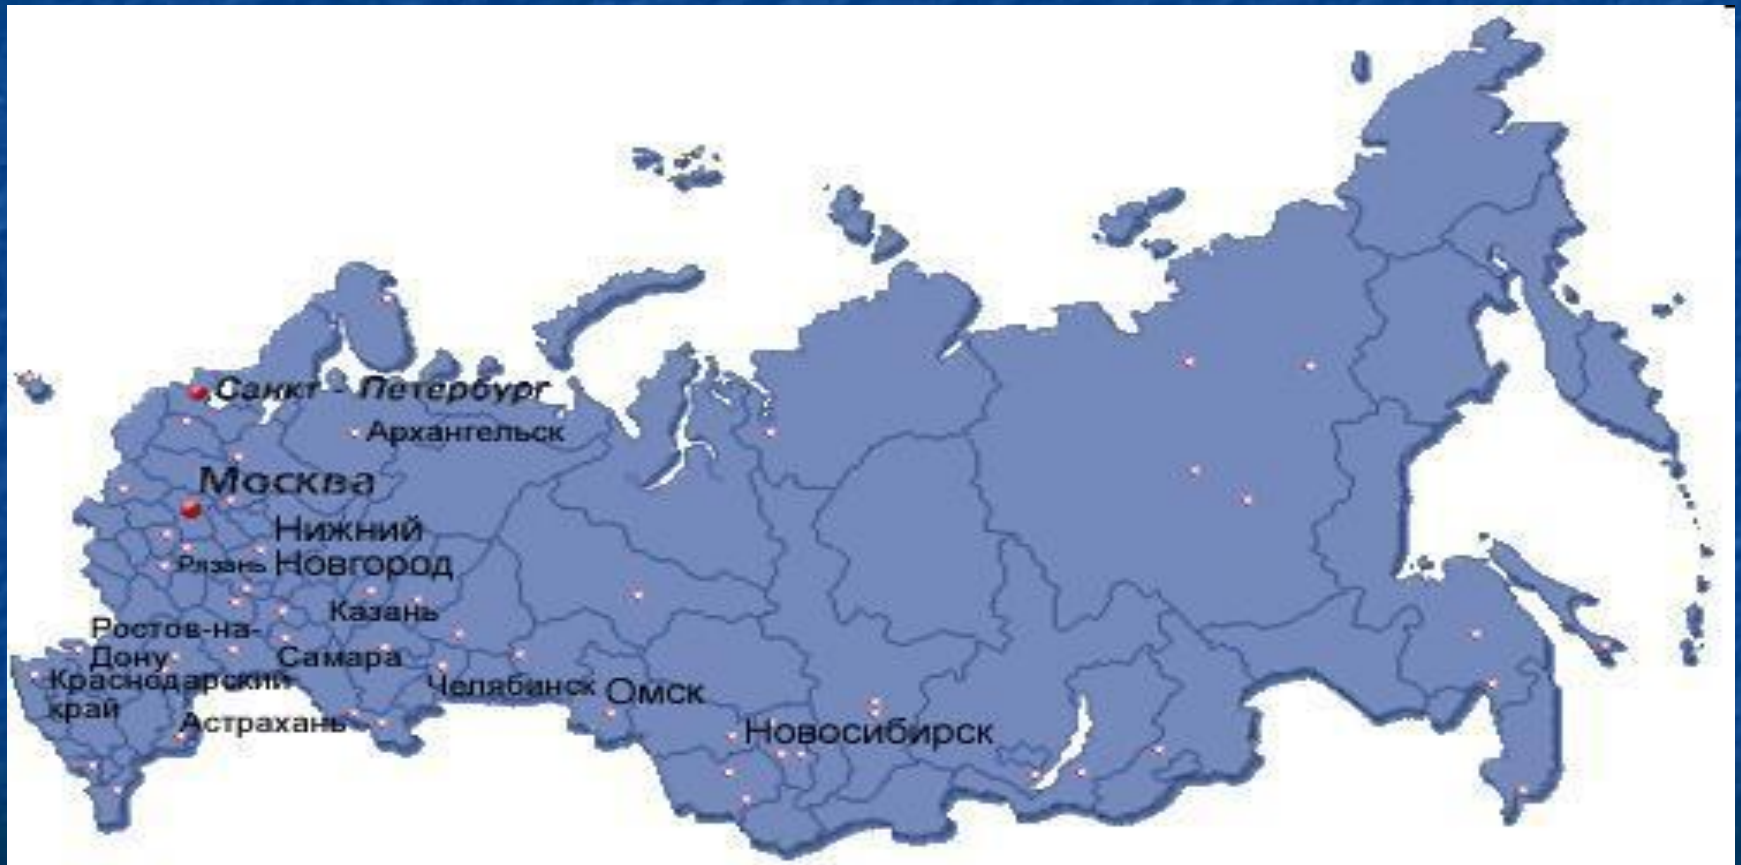 Санкт - Петербург
Архангельск
Москва
Нижний
Новгород
Рязань
Казань
Ростов-на-
Дону
Самара
Краснодарский
край
Челябинск
Омск
Астрахань
Новосибирск